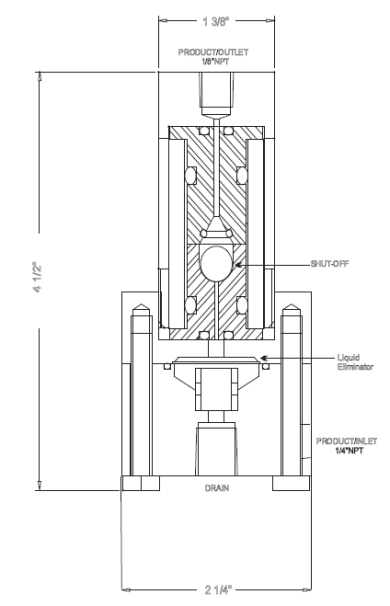 1 3/8"
PRODUCT/OUTLET
1/8"NPT
4 1/2"
SHUT-OFF
Liquid
Eliminator
PRODUCT/INLET
1/4"NPT
DRAIN
2 1/4"